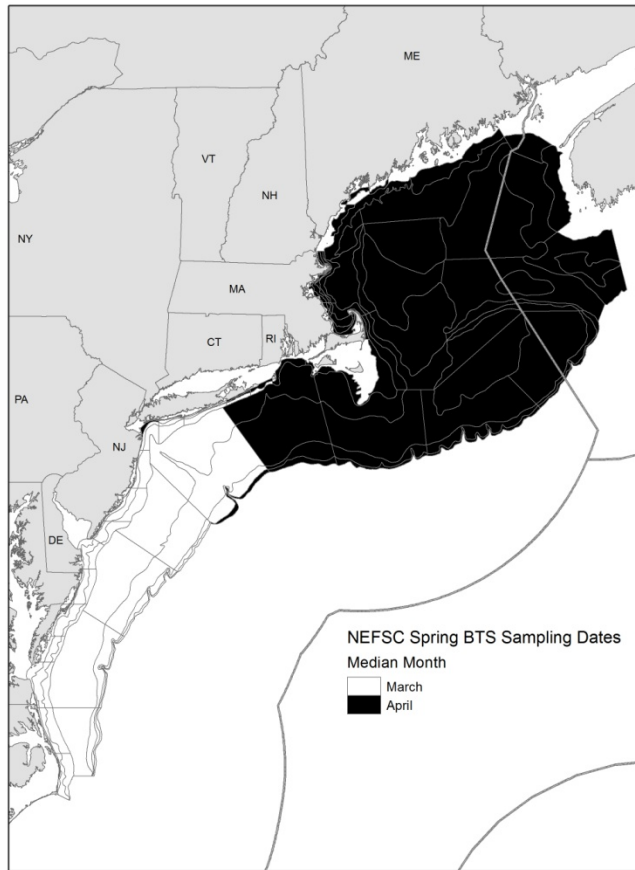 ME
VT
NH
NY
MA
CT
RI
PA
NJ
DE
NEFSC Spring BTS Sampling Dates
Median Month
March
April